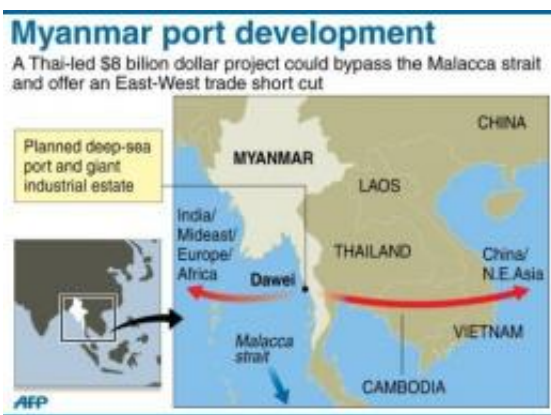 Myanmar port development
A Thai-led $8 bilion dollar project could bypass the Malacca strait
and offer an East-West trade short cut
Planned deep-sea
port and giant
industrial estate
CHINA
MYANMAR
LAOS
India/
Mideast/
Europe/
Africa
THAILAND
China/
N.E.Asia
Dawei
Malacca
strait
VIETNAM
CAMBODIA
AFP